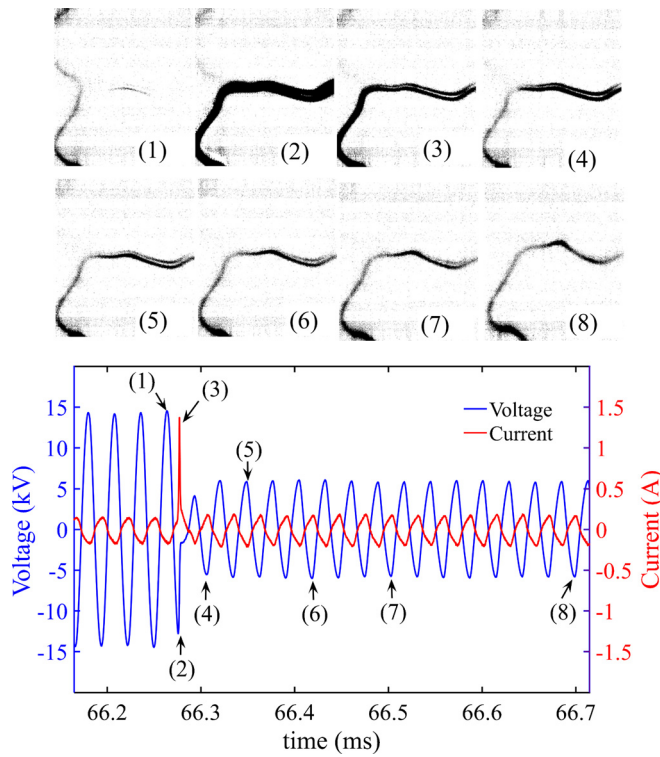 (1) (2) (3) (4)
(5) (6) (7) (8)
(1) (3)
15 Voltage 1.5
Current
10 1
(5)
5 0.5
0 0
-5 -0.5
(4) (6) (7) (8)
-10 -1
(2)
-15 -1.5
Voltage (kV)
Current (A)
66.2 66.3 66.4 66.5 66.6 66.7
time (ms)